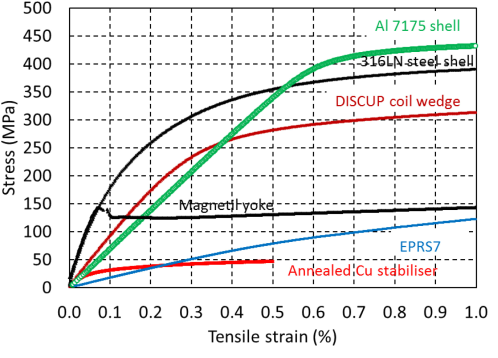 500
450
400
350
300
250
200
150
100
50
0
Stress (MPa)
Al 7175 shell
316LN steel shell
DISCUP coil wedge
Magnetil yoke
EPRS7
Annealed Cu stabiliser
0.0 0.1 0.2 0.3 0.4 0.5 0.6 0.7 0.8 0.9 1.0
Tensile strain (%)